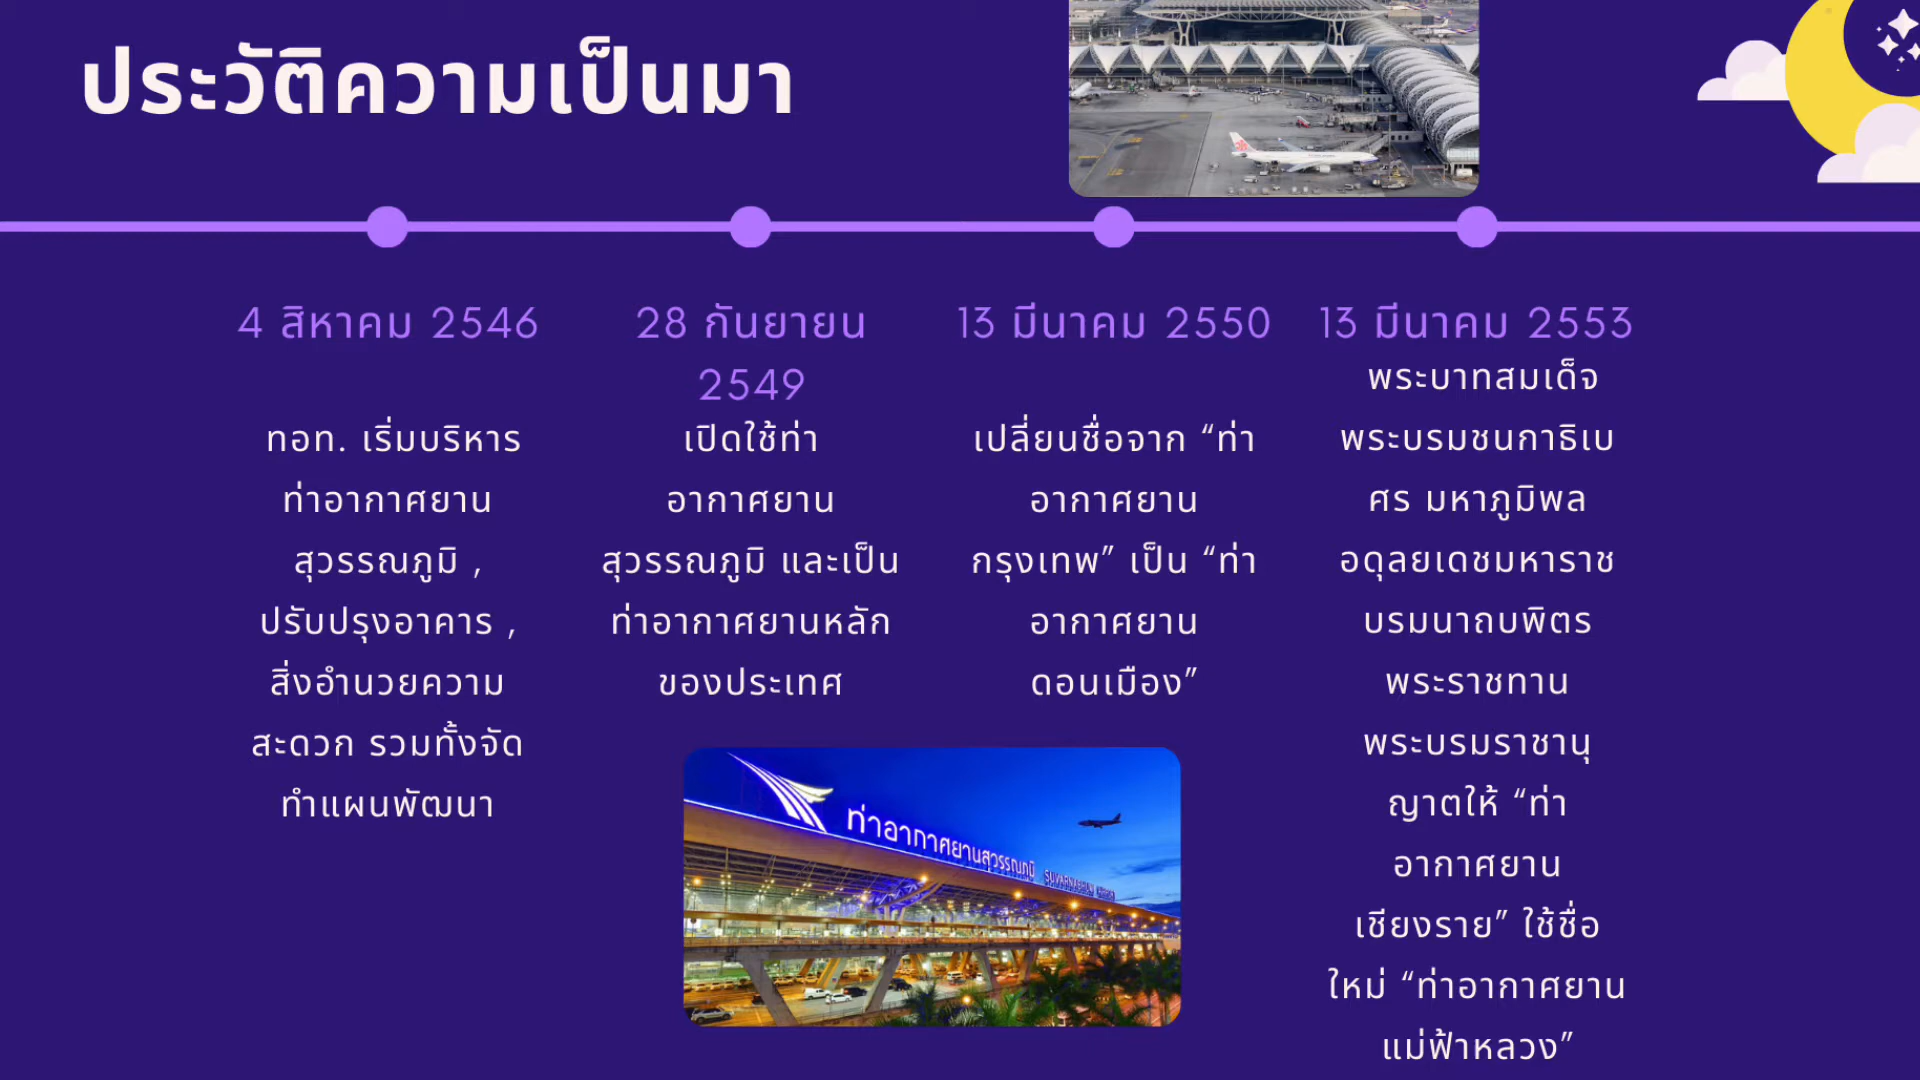 ประวัติความเป็นมา
4 สิหาคม 2546
ทอท. เริ่มบริหาร
ท่าอากาศยาน
สุวรรณภูมิ ,
ปรับปรุงอาคาร ,
สิ่งอำนวยความ
สะดวก รวมทั้งจัด
ทำแผนพัฒนา
28 กันยายน
2549
เปิดใช้ท่า
อากาศยาน
สุวรรณภูมิ และเป็น
ท่าอากาศยานหลัก
ของประเทศ
13 มีนาคม 2550
เปลี่ยนชื่อจาก “ท่า
อากาศยาน
กรุงเทพ” เป็น “ท่า
อากาศยาน
ดอนเมือง”
13 มีนาคม 2553
พระบาทสมเด็จ
พระบรมชนกาธิเบ
ศร มหาภูมิพล
อดุลยเดชมหาราช
บรมนาถบพิตร
พระราชทาน
พระบรมราชานุ
ญาตให้ “ท่า
อากาศยาน
เชียงราย” ใช้ชื่อ
ใหม่ “ท่าอากาศยาน
แม่ฟ้าหลวง”
ท่าอากาศยานสุวรรณภูมิ SUVARNABHUMI AIRPORT